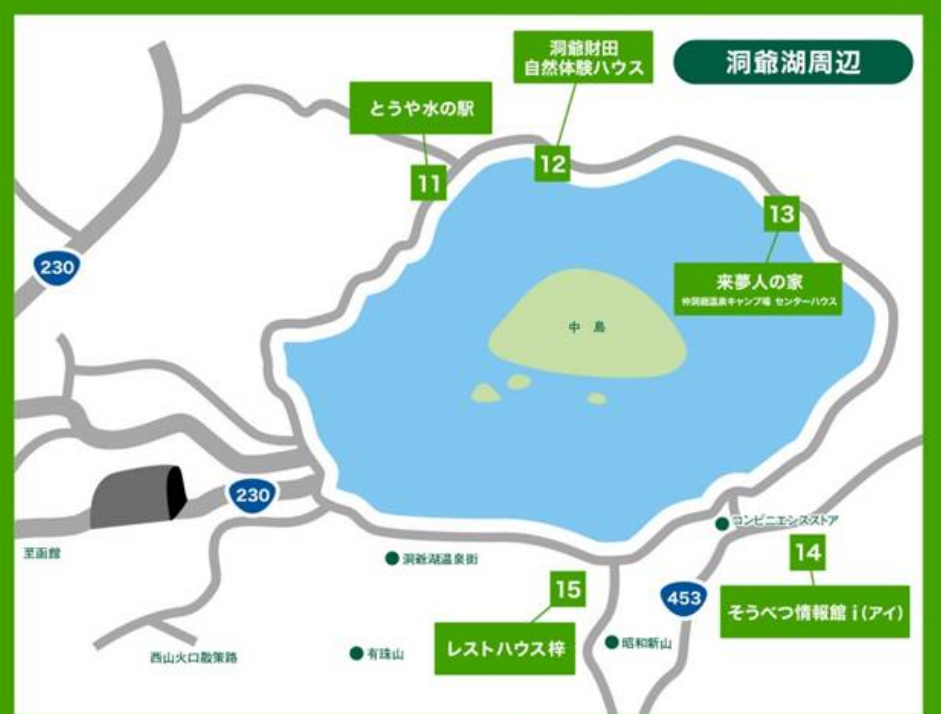 洞爺湖周辺
洞爺財田
自然体験ハウス
とうや水の駅
12
11
13
来夢人の家
仲洞爺温泉キャンプ場 センターハウス
230
中 島
230
至函館
コンビニエンスストア
洞爺湖温泉街
14
そうべつ情報館 i(アイ)
15
453
レストハウス梓
昭和新山
有珠山
西山火口散策路